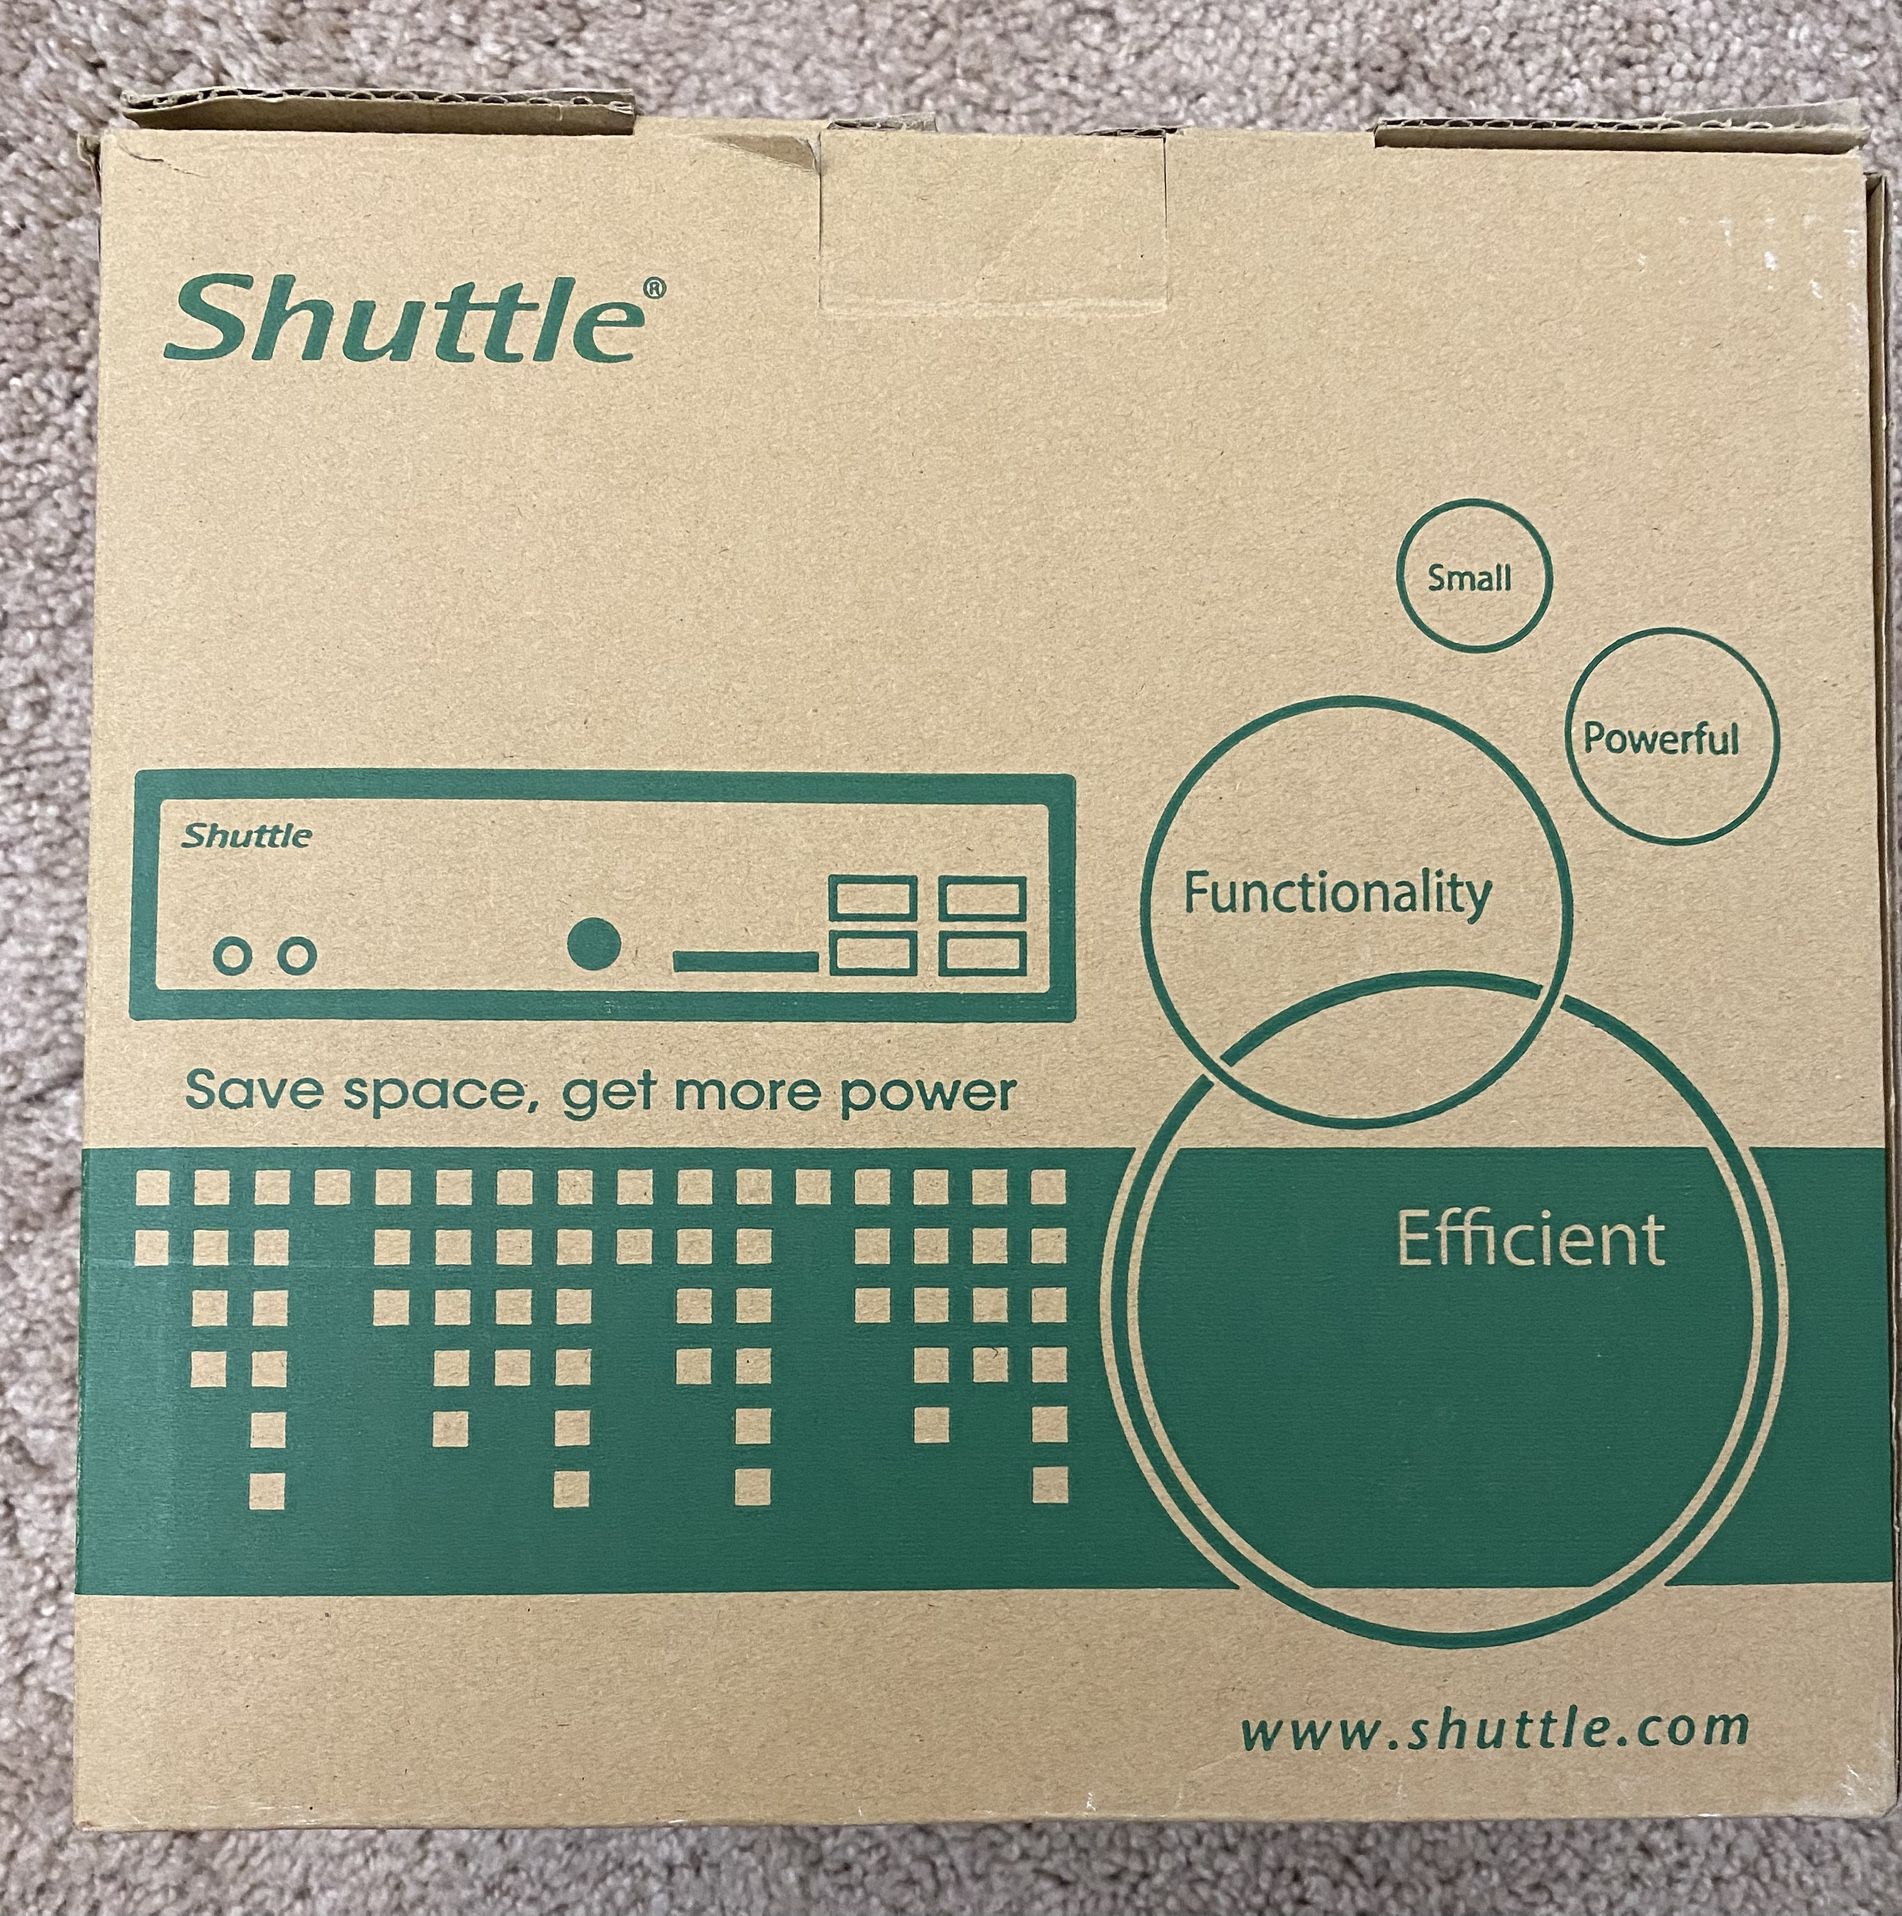 Shuttle®
Small
Powerful
Shuttle
Functionality
Save space, get more power
Efficient
www.shuttle.com